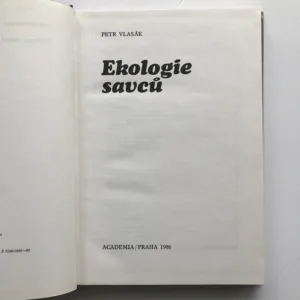 PETR VLASÁK
Ekologie
savců
ACADEMIA/PRAHA 1986